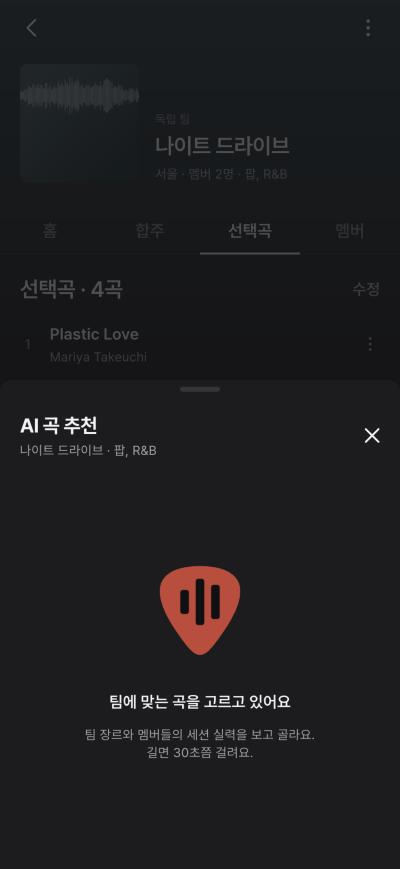 독립 팀
나이트 드라이브
서울 · 멤버 2명 · 팝, R&B
홈 합주 선택곡 멤버
선택곡 · 4곡 수정
1 Plastic Love
Mariya Takeuchi
AI 곡 추천
나이트 드라이브 · 팝, R&B
팀에 맞는 곡을 고르고 있어요
팀 장르와 멤버들의 세션 실력을 보고 골라요.
길면 30초쯤 걸려요.